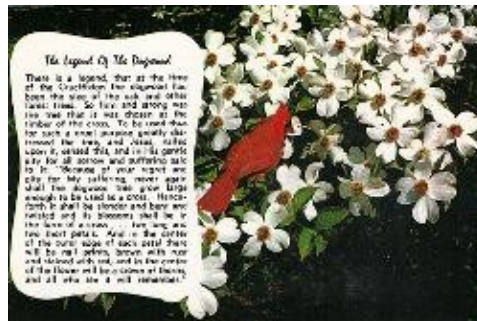 The Legend Of The Dogwood
There is a legend, that at the time
of the Crucifixion the dogwood had
been the size of the oak and other
forest trees. So firm and strong was
the tree that it was chosen as the
timber of the cross. To be used thus
for such a cruel purpose greatly dis-
tressed the tree, and Jesus, nailed
upon it, sensed this, and in His gentle
pity for all sorrow and suffering said
to it: "Because of your regret and
pity for My suffering, never again
shall the dogwood tree grow large
enough to be used as a cross. Hence-
forth it shall be slender and bent and
twisted and its blossoms shall be in
the form of a cross . . . two long and
two short petals. And in the center
of the outer edge of each petal there
will be nail prints, brown with rust
and stained with red, and in the center
of the flower will be a crown of thorns,
and all who see it will remember."